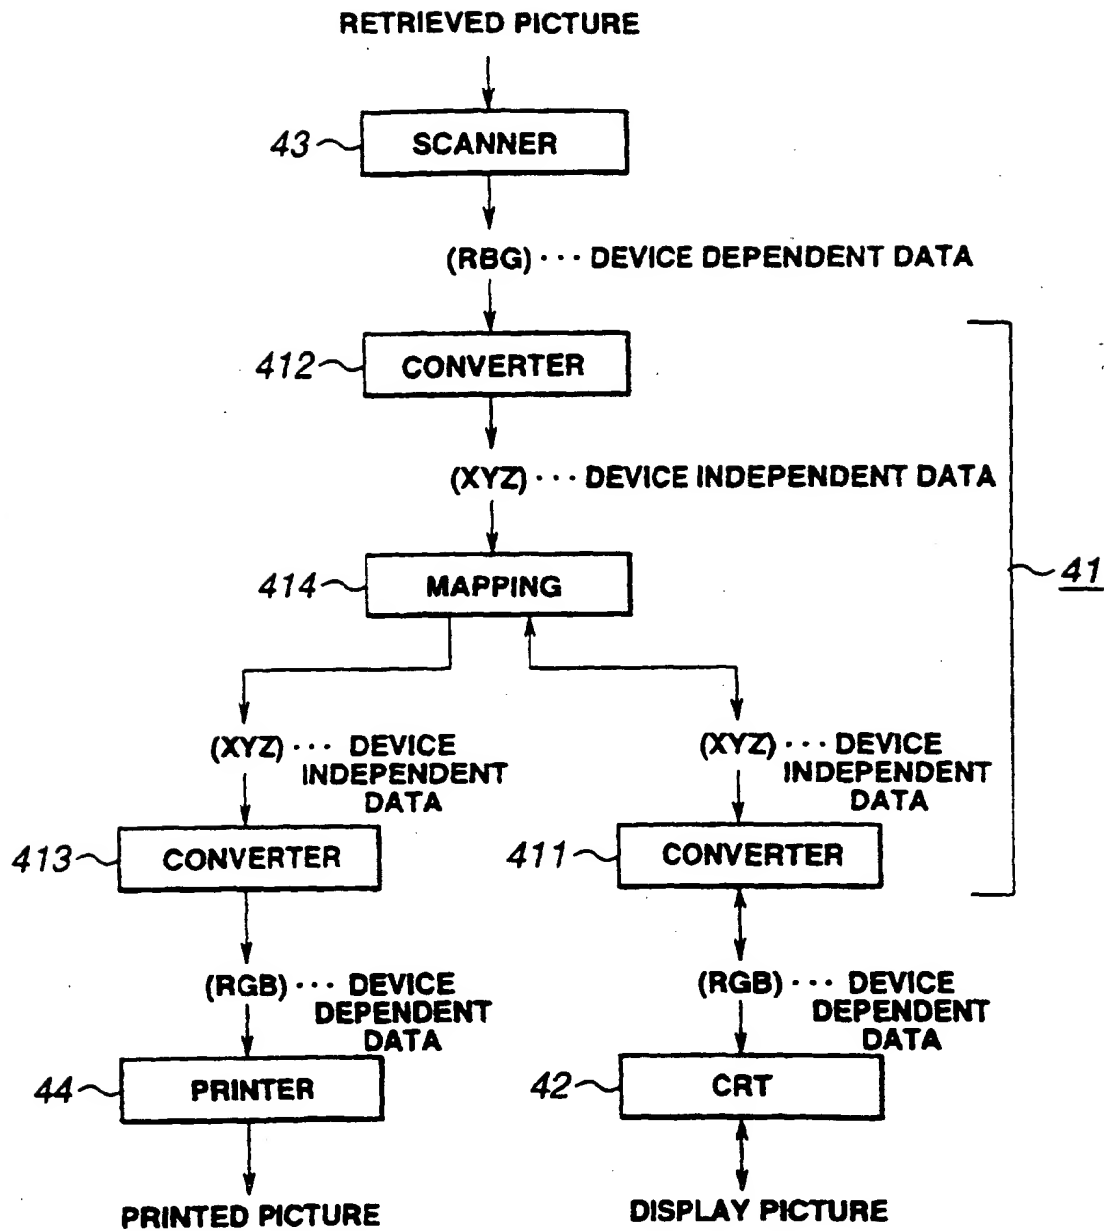 RETRIEVED PICTURE
43 SCANNER
(RBG) ··· DEVICE DEPENDENT DATA
412 CONVERTER
(XYZ) ··· DEVICE INDEPENDENT DATA
414 MAPPING
41
(XYZ) ··· DEVICE
INDEPENDENT
DATA
(XYZ) ··· DEVICE
INDEPENDENT
DATA
413 CONVERTER
411 CONVERTER
(RGB) ··· DEVICE
DEPENDENT
DATA
(RGB) ··· DEVICE
DEPENDENT
DATA
44 PRINTER
42 CRT
PRINTED PICTURE
DISPLAY PICTURE